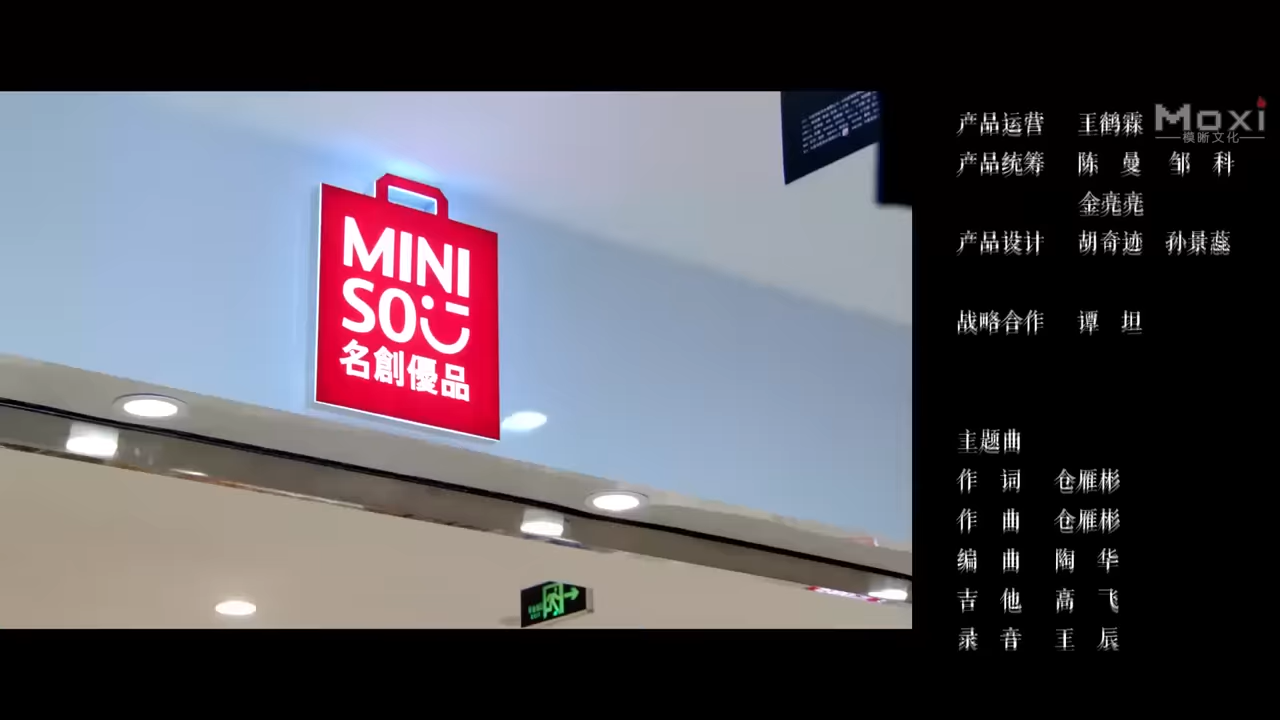 MINI
SO
名創優品
产品运营 王鹤霖
产品统筹 陈曼 邹科
金尭尭
产品设计 胡奇迹 孙景蕊
战略合作 谭坦
主题曲
作词 仓雁彬
作曲 仓雁彬
编曲 陶华
吉他 高飞
录音 王辰
Moxi
模晰文化